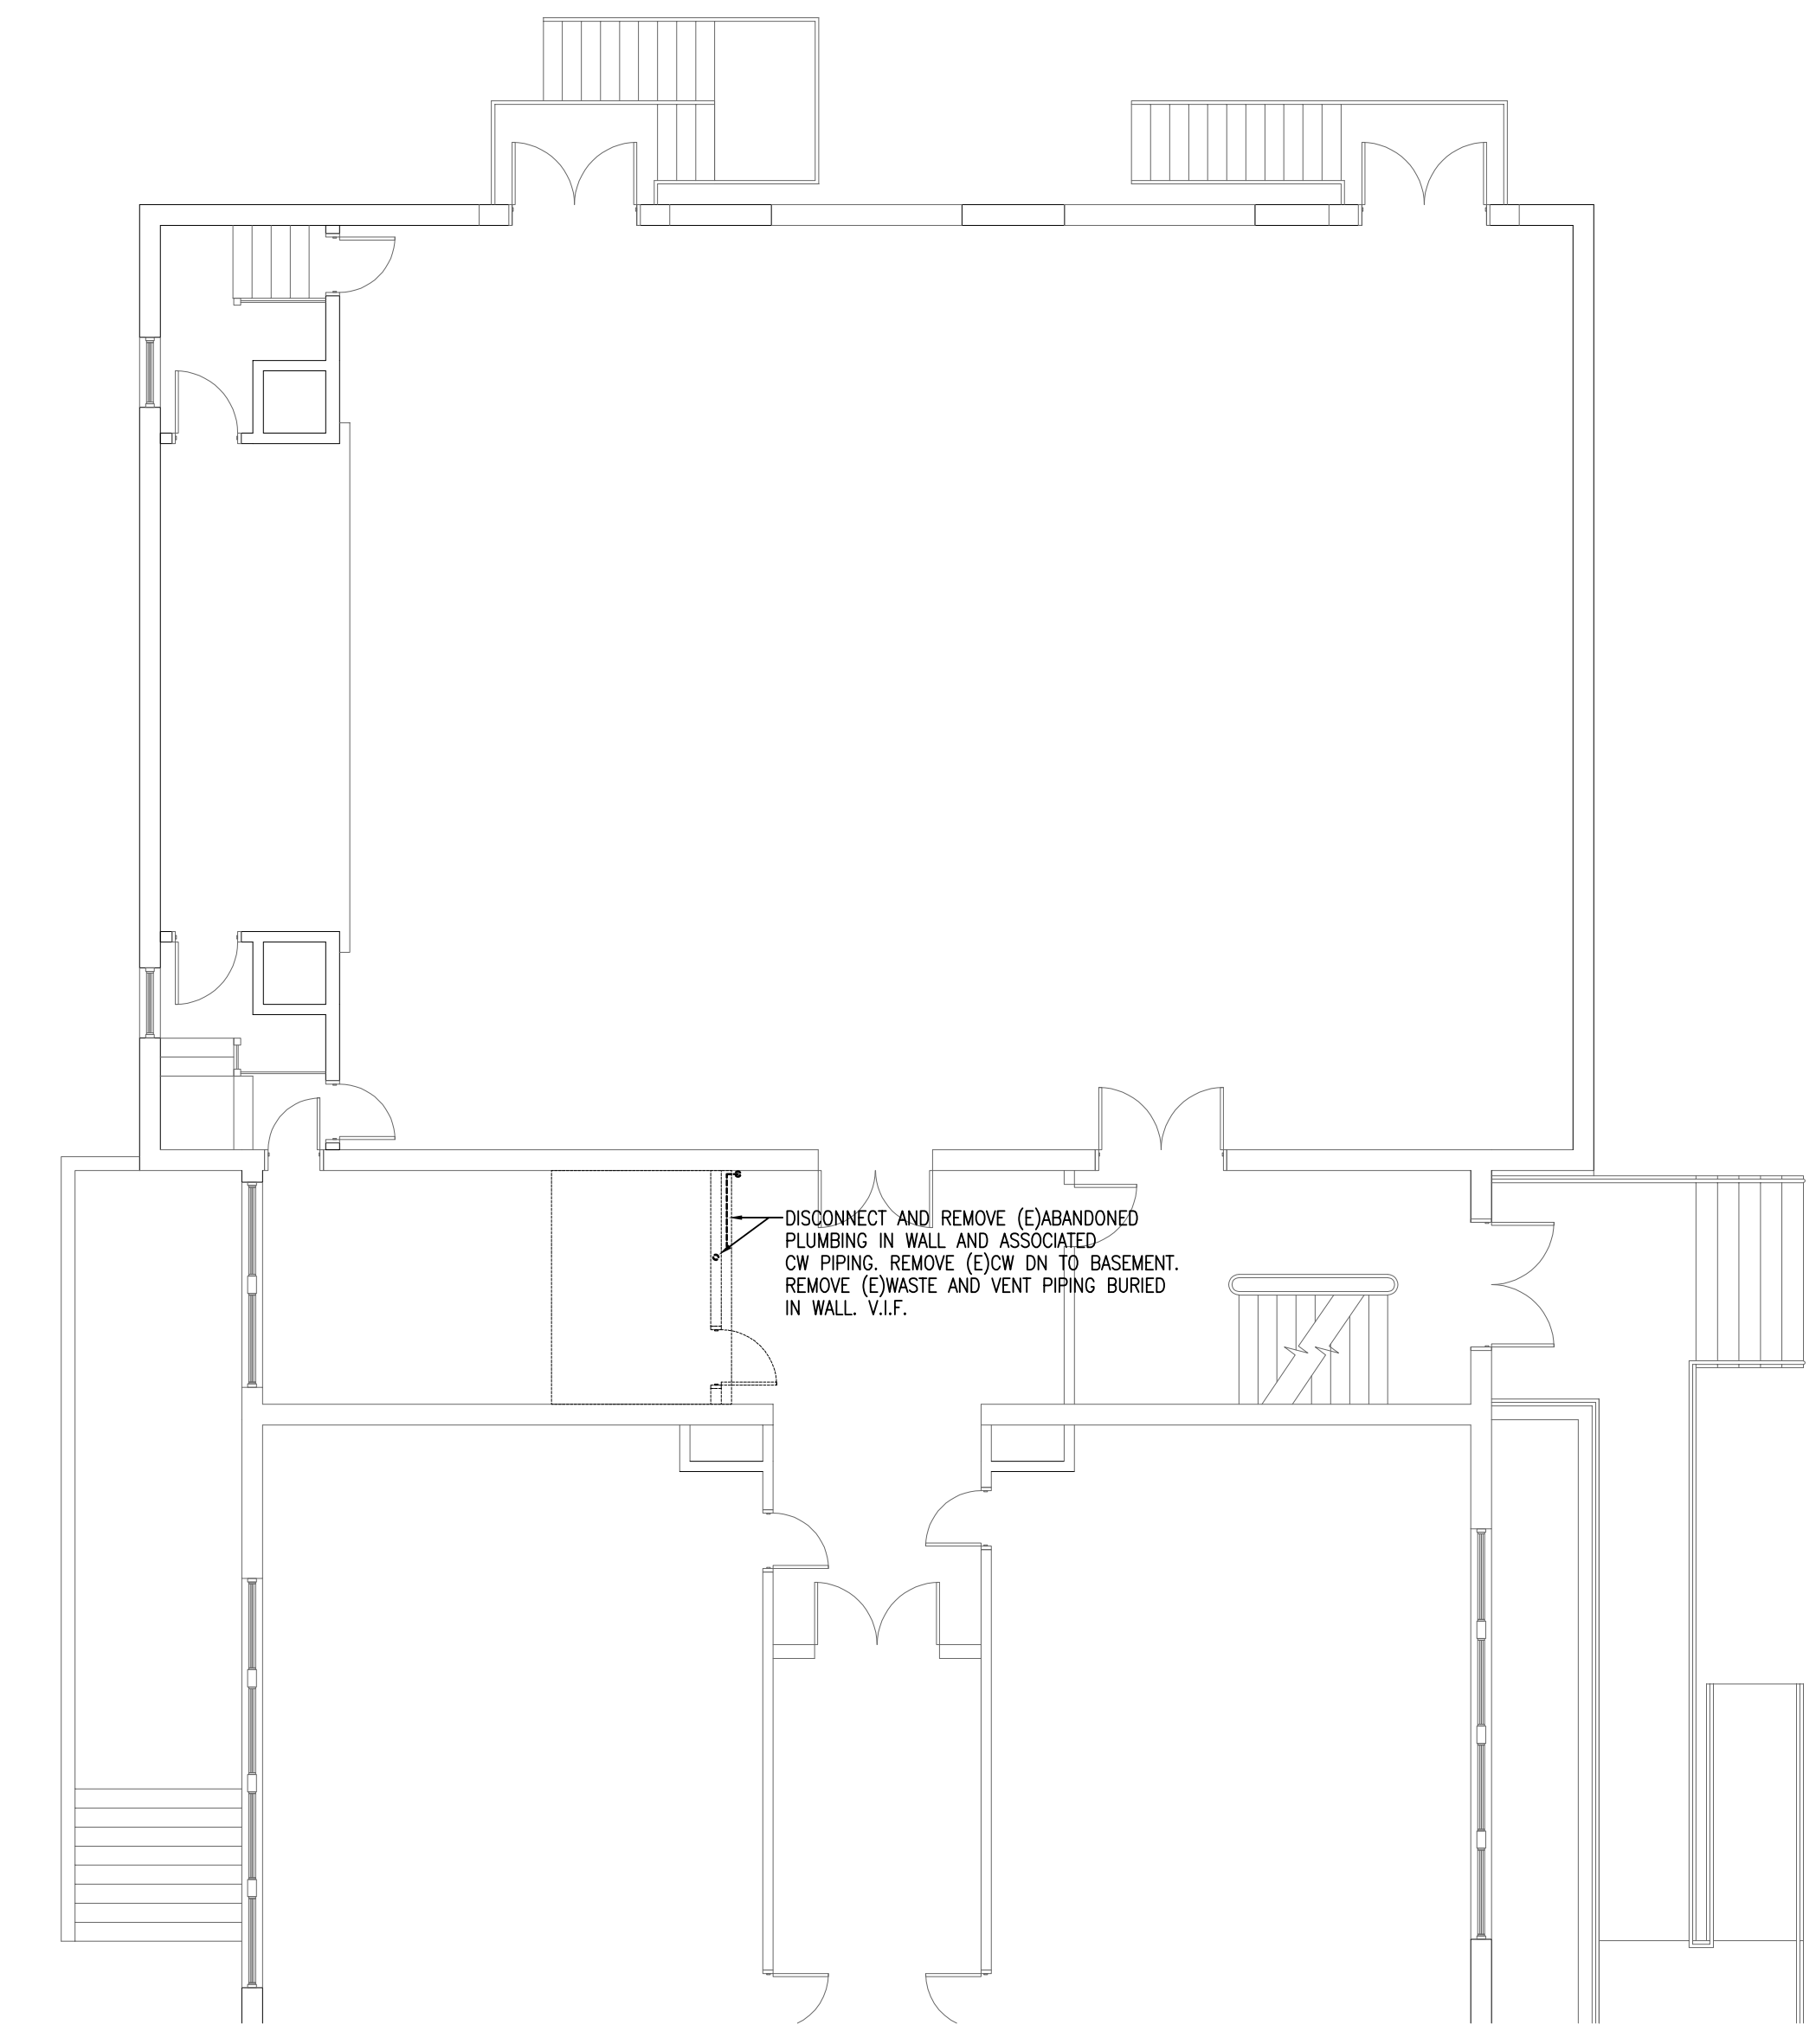 DISCONNECT AND REMOVE (E)ABANDONED
PLUMBING IN WALL AND ASSOCIATED
CW PIPING. REMOVE (E)CW DN TO BASEMENT.
REMOVE (E)WASTE AND VENT PIPING BURIED
IN WALL. V.I.F.